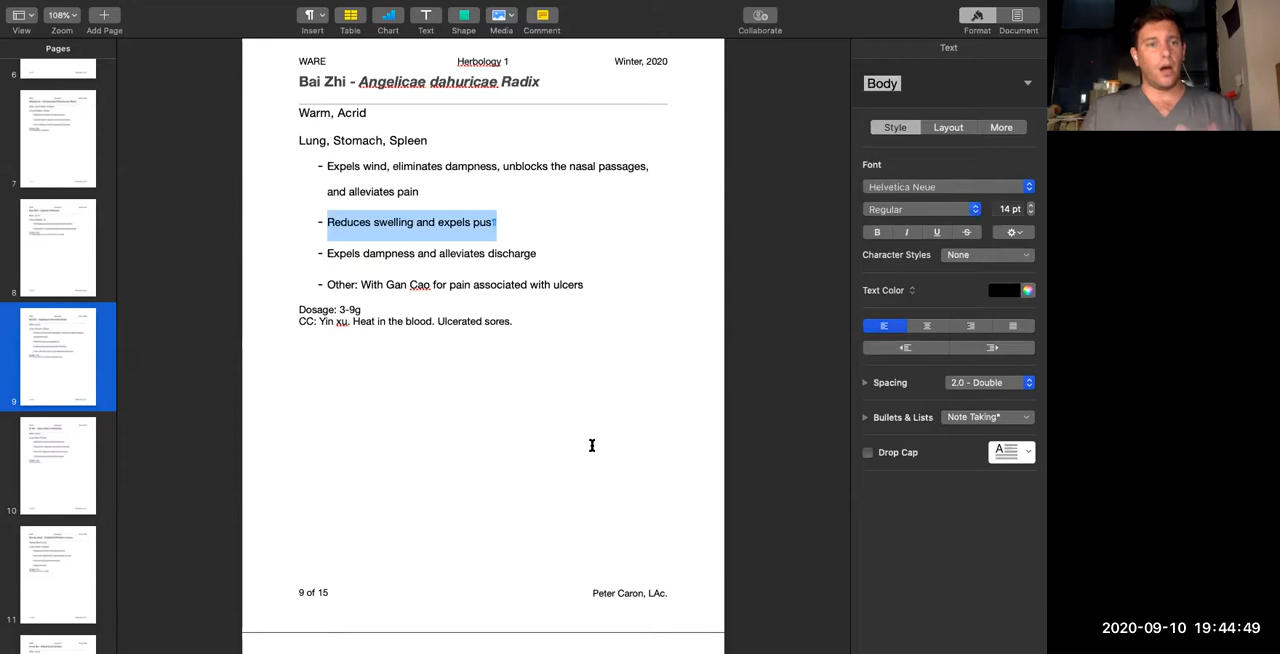 108%
View
Zoom
Add Page
Insert
Table
Chart
Text
Shape
Media
Comment
Collaborate
Format
Document
Pages
6
7
8
9
10
11
WARE
Herbology 1
Winter, 2020
Bai Zhi - Angelicae dahuricae Radix
Warm, Acrid
Lung, Stomach, Spleen
- Expels wind, eliminates dampness, unblocks the nasal passages,
and alleviates pain
- Reduces swelling and expels pus
- Expels dampness and alleviates discharge
- Other: With Gan Cao for pain associated with ulcers
Dosage: 3-9g
CC: Yin xu. Heat in the blood. Ulcerated sores.
9 of 15
Peter Caron, LAc.
Text
Body
Style
Layout
More
Font
Helvetica Neue
Regular
14 pt
B
I
U
S
Character Styles
None
Text Color
Spacing
2.0 - Double
Bullets & Lists
Note Taking*
Drop Cap
A
2020-09-10 19:44:49